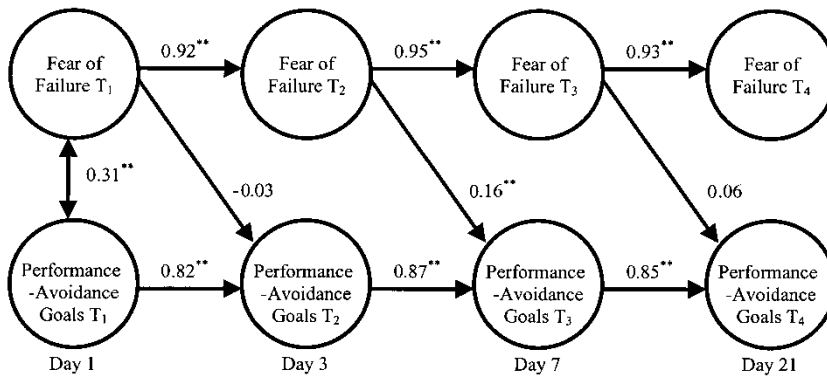 Fear of
Failure T₁
0.92**
Fear of
Failure T₂
0.95**
Fear of
Failure T₃
0.93**
Fear of
Failure T₄
0.31**
-0.03
0.16**
0.06
Performance
-Avoidance
Goals T₁
0.82**
Performance
-Avoidance
Goals T₂
0.87**
Performance
-Avoidance
Goals T₃
0.85**
Performance
-Avoidance
Goals T₄
Day 1
Day 3
Day 7
Day 21